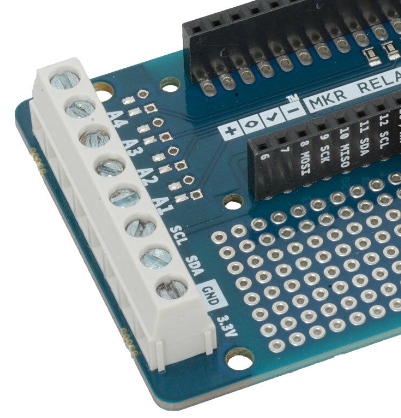 MKR RELA
TM
A4
A3
A2
A1
SCL
SDA
GND
3.3V
6
7
8 MOSI
9 SCK
10 MISO
11 SDA
12 SCL